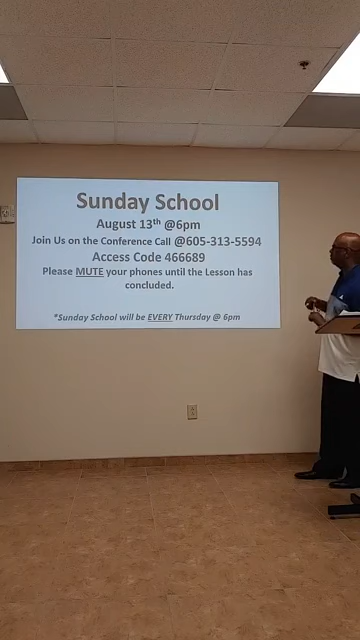 Sunday School
August 13th @6pm
Join Us on the Conference Call @605-313-5594
Access Code 466689
Please MUTE your phones until the Lesson has
concluded.
*Sunday School will be EVERY Thursday @ 6pm